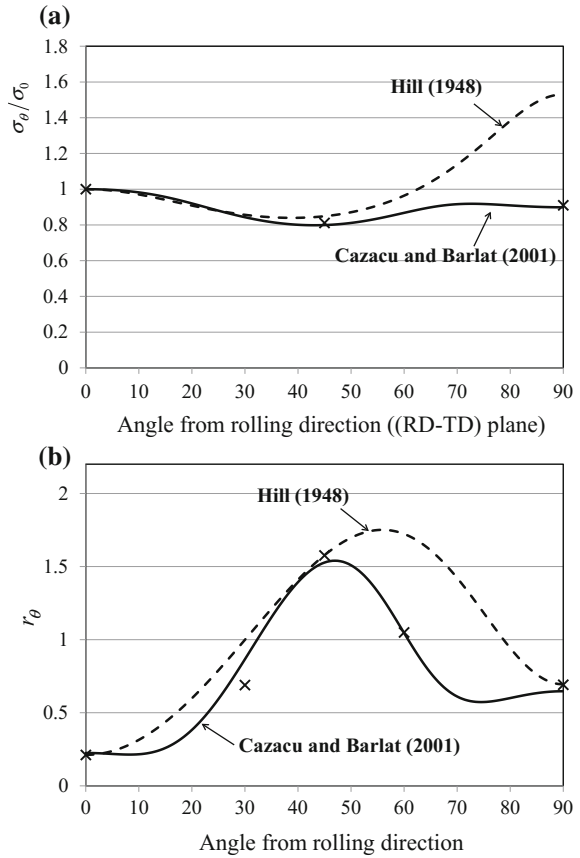 (a)
1.8
1.6
1.4
1.2
1
0.8
0.6
0.4
0.2
0
σθ/σ0
Hill (1948)
Cazacu and Barlat (2001)
0 10 20 30 40 50 60 70 80 90
Angle from rolling direction ((RD-TD) plane)
(b)
2
1.5
1
0.5
0
rθ
Hill (1948)
Cazacu and Barlat (2001)
0 10 20 30 40 50 60 70 80 90
Angle from rolling direction